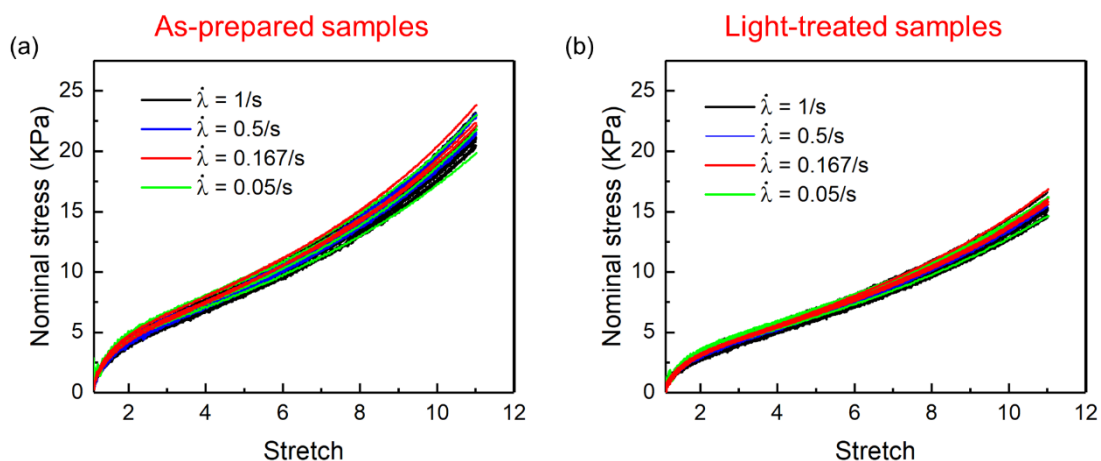 As-prepared samples
(a)
Nominal stress (KPa)
25
20
15
10
5
0
λ̇ = 1/s
λ̇ = 0.5/s
λ̇ = 0.167/s
λ̇ = 0.05/s
2 4 6 8 10 12
Stretch
Light-treated samples
(b)
Nominal stress (KPa)
25
20
15
10
5
0
λ̇ = 1/s
λ̇ = 0.5/s
λ̇ = 0.167/s
λ̇ = 0.05/s
2 4 6 8 10 12
Stretch